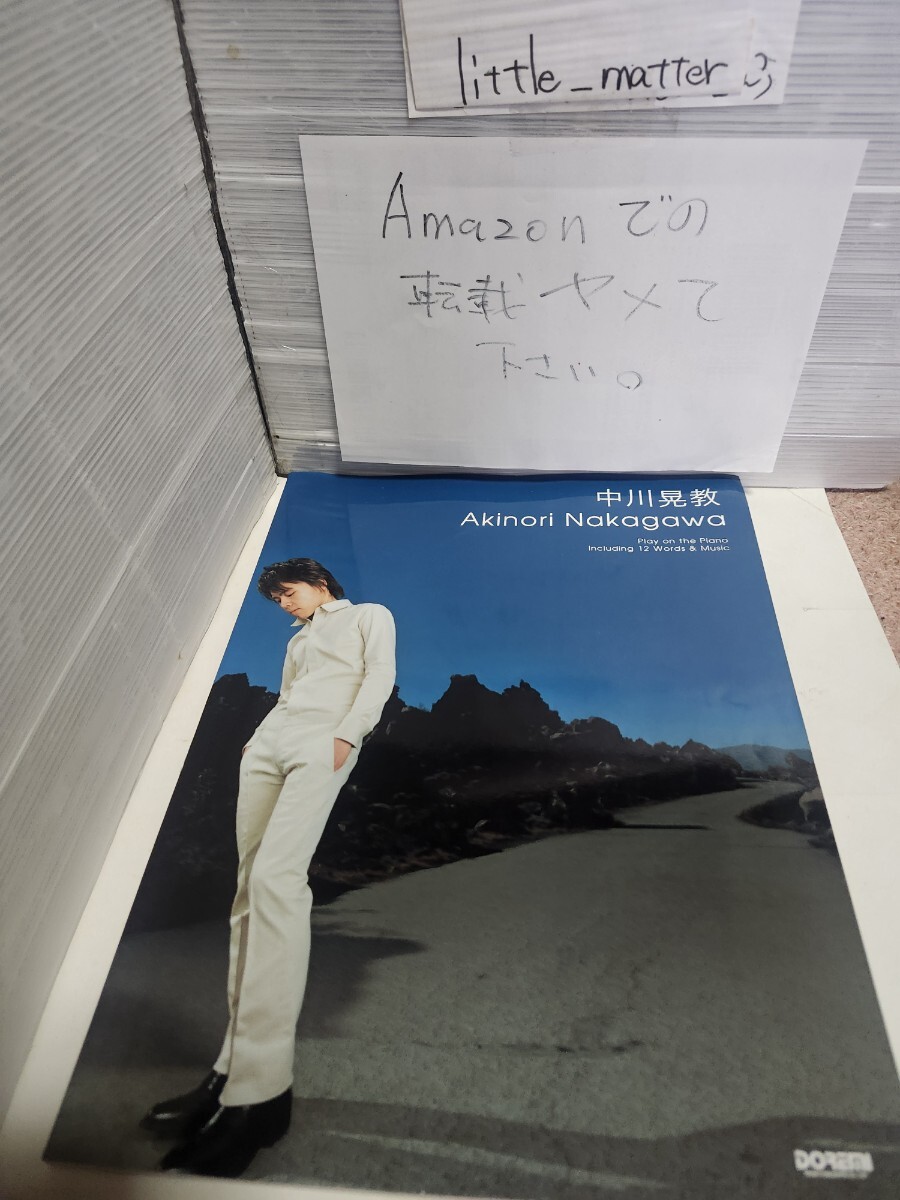 little_matter_
Amazonでの
転載ヤメて
下さい。
中川晃教
Akinori Nakagawa
Play on the Piano
Including 12 Words & Music
DOREMI